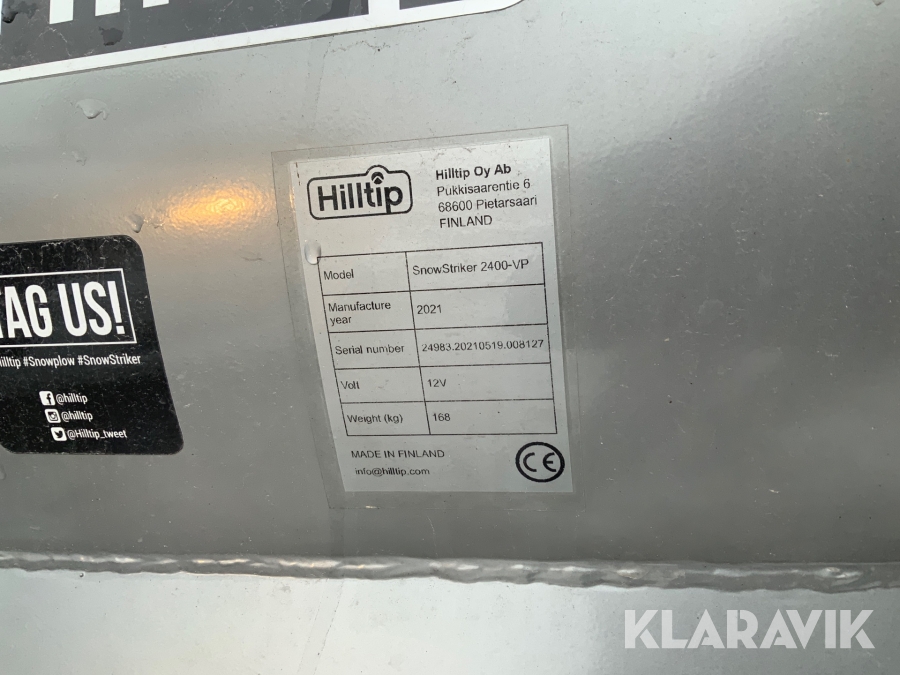 Hilltip
Hilltip Oy Ab
Pukkisaarentie 6
68600 Pietarsaari
FINLAND
Model SnowStriker 2400-VP
Manufacture year 2021
Serial number 24983.20210519.008127
Volt 12V
Weight (kg) 168
MADE IN FINLAND
info@hilltip.com
CE
TAG US!
#Snowplow #SnowStriker
@hilltip
@hilltip
@Hilltip_tweet
KLARAVIK